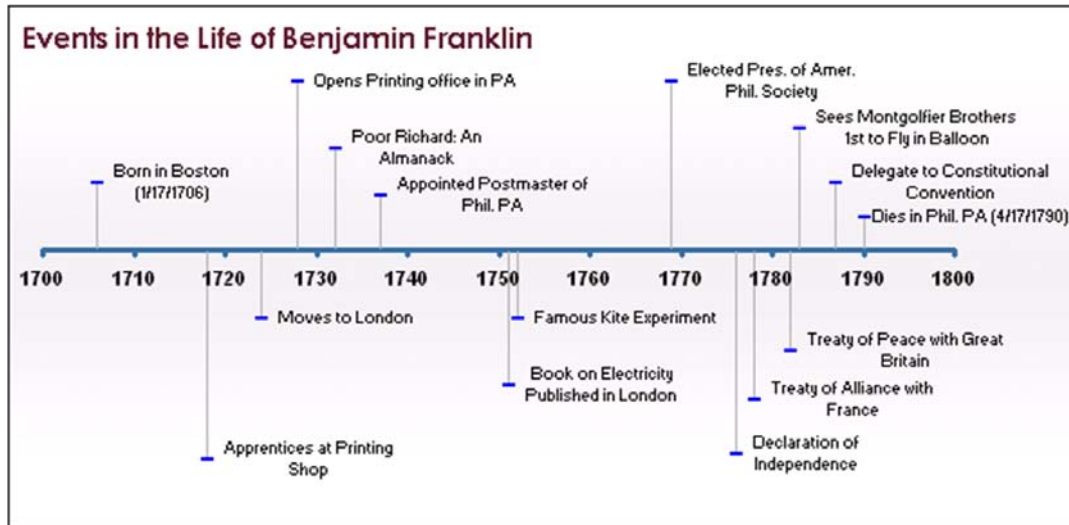 Events in the Life of Benjamin Franklin
Opens Printing office in PA
Elected Pres. of Amer.
Phil. Society
Sees Montgolfier Brothers
1st to Fly in Balloon
Poor Richard: An
Almanack
Born in Boston
(1/17/1706)
Appointed Postmaster of
Phil. PA
Delegate to Constitutional
Convention
Dies in Phil. PA (4/17/1790)
1700 1710 1720 1730 1740 1750 1760 1770 1780 1790 1800
Moves to London
Famous Kite Experiment
Treaty of Peace with Great
Britain
Book on Electricity
Published in London
Treaty of Alliance with
France
Apprentices at Printing
Shop
Declaration of
Independence